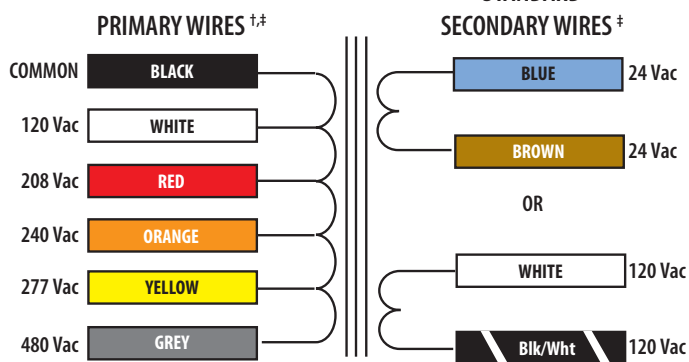 STANDARD
PRIMARY WIRES †,‡
SECONDARY WIRES ‡
COMMON BLACK
120 Vac WHITE
208 Vac RED
240 Vac ORANGE
277 Vac YELLOW
480 Vac GREY
BLUE 24 Vac
BROWN 24 Vac
OR
WHITE 120 Vac
Blk/Wht 120 Vac